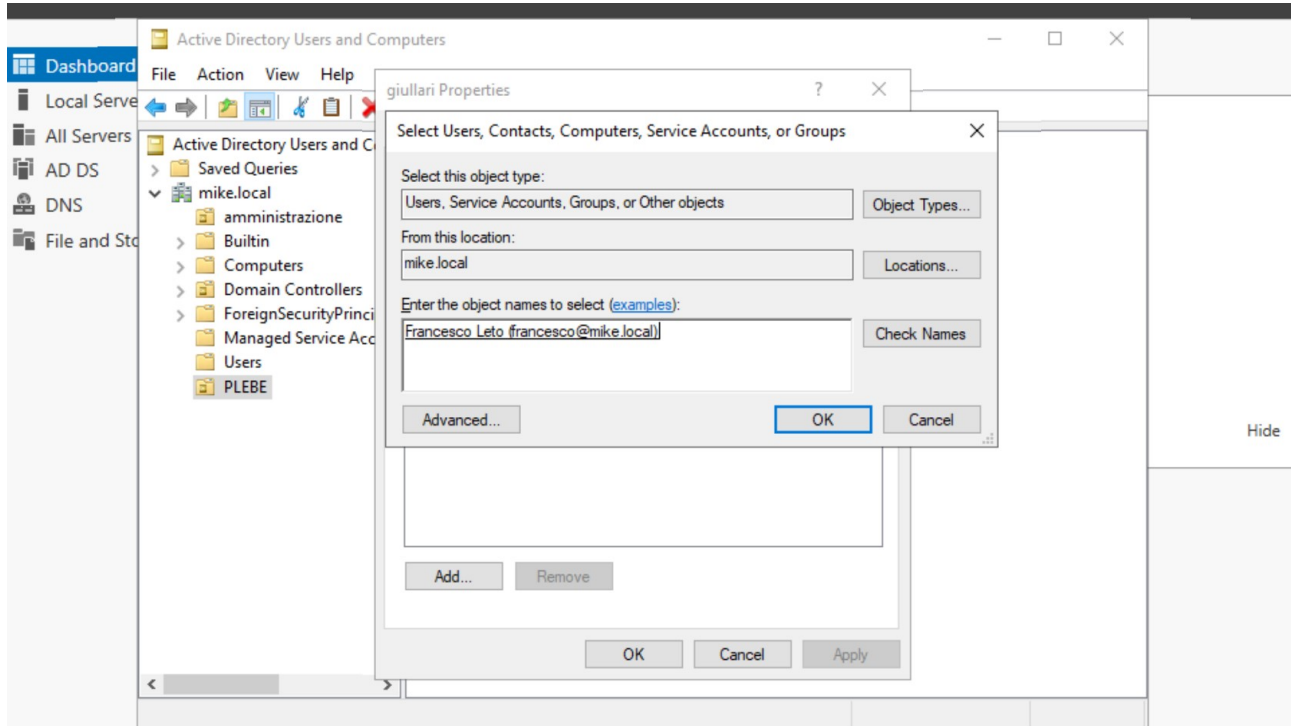 Active Directory Users and Computers
File Action View Help
Dashboard
Local Serve
All Servers
AD DS
DNS
File and Sto
Active Directory Users and Co
Saved Queries
mike.local
amministrazione
Builtin
Computers
Domain Controllers
ForeignSecurityPrinci
Managed Service Acc
Users
PLEBE
giullari Properties
?
Select Users, Contacts, Computers, Service Accounts, or Groups
Select this object type:
Users, Service Accounts, Groups, or Other objects
Object Types...
From this location:
mike.local
Locations...
Enter the object names to select (examples):
Francesco Leto (francesco@mike.local)
Check Names
Advanced...
OK
Cancel
Add...
Remove
OK
Cancel
Apply
Hide